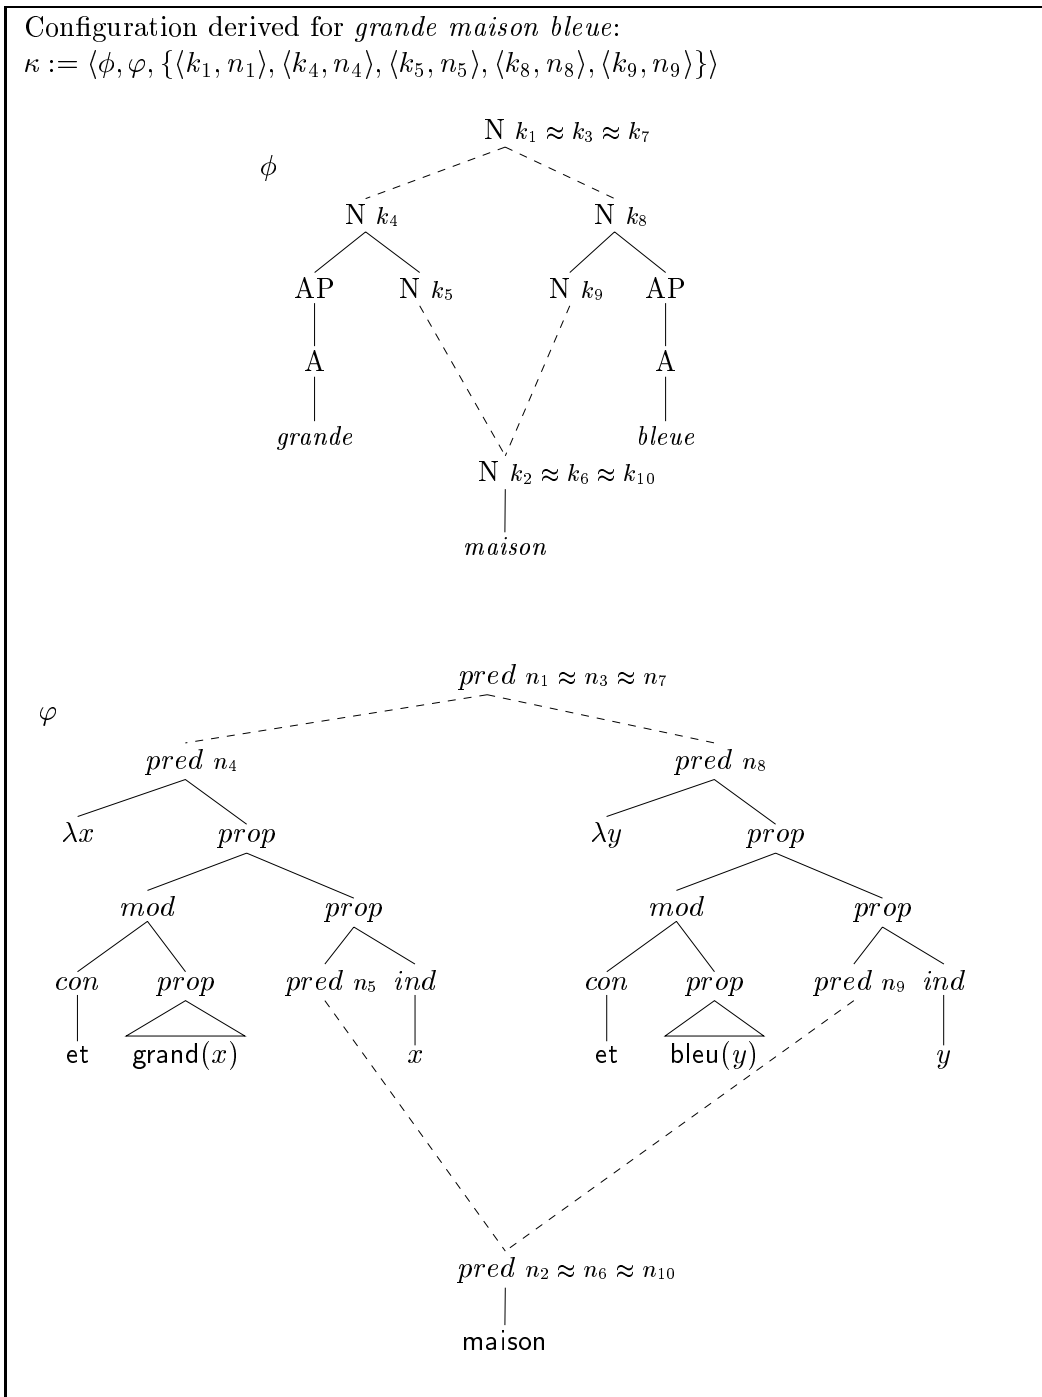 Configuration derived for grande maison bleue:
κ := ⟨ϕ, φ, {⟨k₁, n₁⟩, ⟨k₄, n₄⟩, ⟨k₅, n₅⟩, ⟨k₈, n₈⟩, ⟨k₉, n₉⟩}⟩
N k₁ ≈ k₃ ≈ k₇
ϕ
N k₄ N k₈
AP N k₅ N k₉ AP
A A
grande bleue
N k₂ ≈ k₆ ≈ k₁₀
maison
pred n₁ ≈ n₃ ≈ n₇
φ
pred n₄ pred n₈
λx prop λy prop
mod prop mod prop
con prop pred n₅ ind con prop pred n₉ ind
et grand(x) x et bleu(y) y
pred n₂ ≈ n₆ ≈ n₁₀
maison